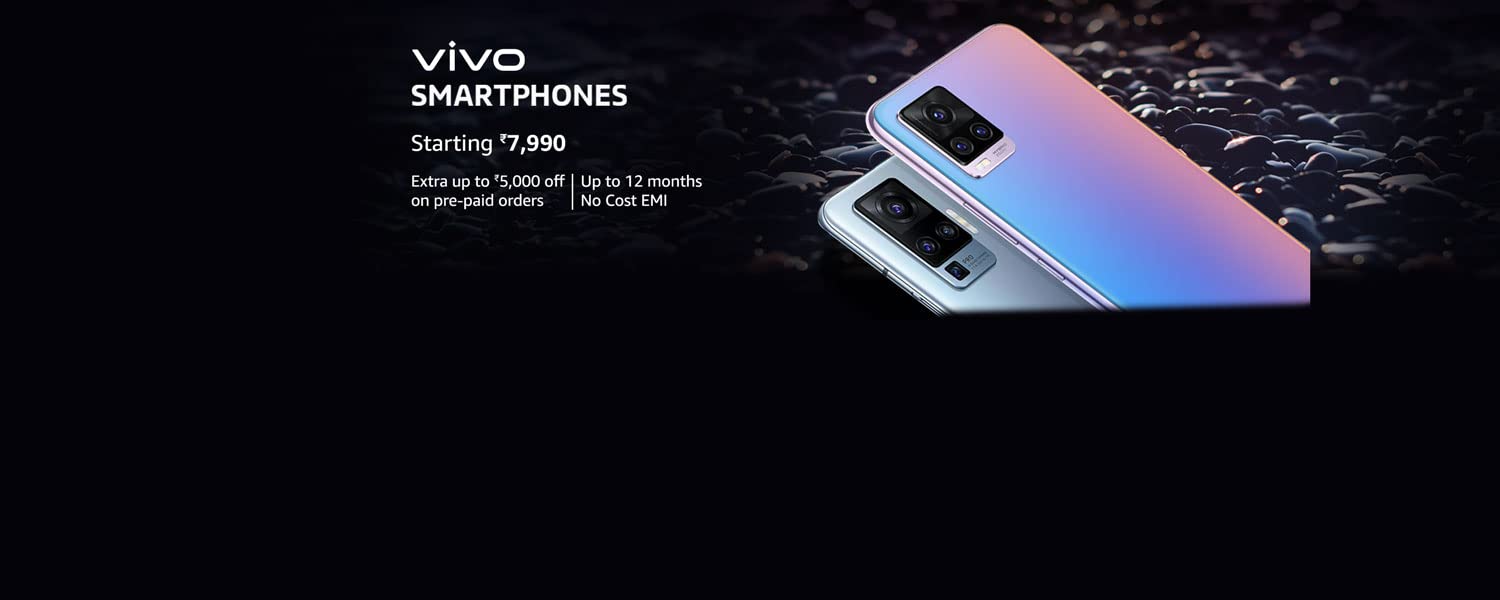 vivo
SMARTPHONES
Starting ₹7,990
Extra up to ₹5,000 off
on pre-paid orders
Up to 12 months
No Cost EMI
PRO